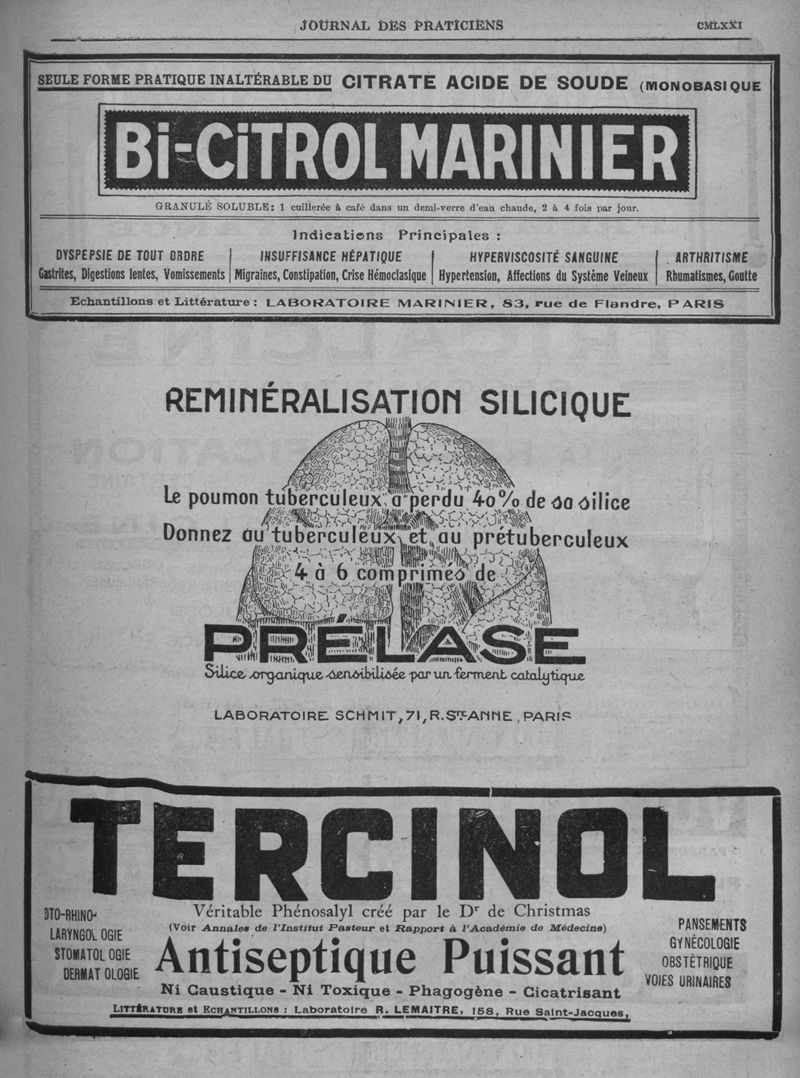 JOURNAL DES PRATICIENS
CMLXXI
SEULE FORME PRATIQUE INALTÉRABLE DU CITRATE ACIDE DE SOUDE (MONOBASIQUE
Bi-CiTROL MARINIER
GRANULÉ SOLUBLE: 1 cuillerée à café dans un demi-verre d'eau chaude, 2 à 4 fois par jour.
Indications Principales :
DYSPEPSIE DE TOUT ORDRE
Gastrites, Digestions lentes, Vomissements
INSUFFISANCE HÉPATIQUE
Migraines, Constipation, Crise Hémoclasique
HYPERVISCOSITÉ SANGUINE
Hypertension, Affections du Système Veineux
ARTHRITISME
Rhumatismes, Goutte
Echantillons et Littérature : LABORATOIRE MARINIER, 83, rue de Flandre, PARIS
REMINÉRALISATION SILICIQUE
Le poumon tuberculeux a perdu 40% de sa silice
Donnez au tuberculeux et au prétuberculeux
4 à 6 comprimés de
PRÉLASE
Silice organique sensibilisée par un ferment catalytique
LABORATOIRE SCHMIT, 71, R. STE-ANNE, PARIS
TERCINOL
Véritable Phénosalyl créé par le Dr de Christmas
(Voir Annales de l'Institut Pasteur et Rapport à l'Académie de Médecine)
OTO-RHINO-
LARYNGOLOGIE
STOMATOLOGIE
DERMATOLOGIE
Antiseptique Puissant
PANSEMENTS
GYNÉCOLOGIE
OBSTÉTRIQUE
VOIES URINAIRES
Ni Caustique - Ni Toxique - Phagogène - Cicatrisant
LITTÉRATURE et ECHANTILLONS : Laboratoire R. LEMAITRE, 158, Rue Saint-Jacques,